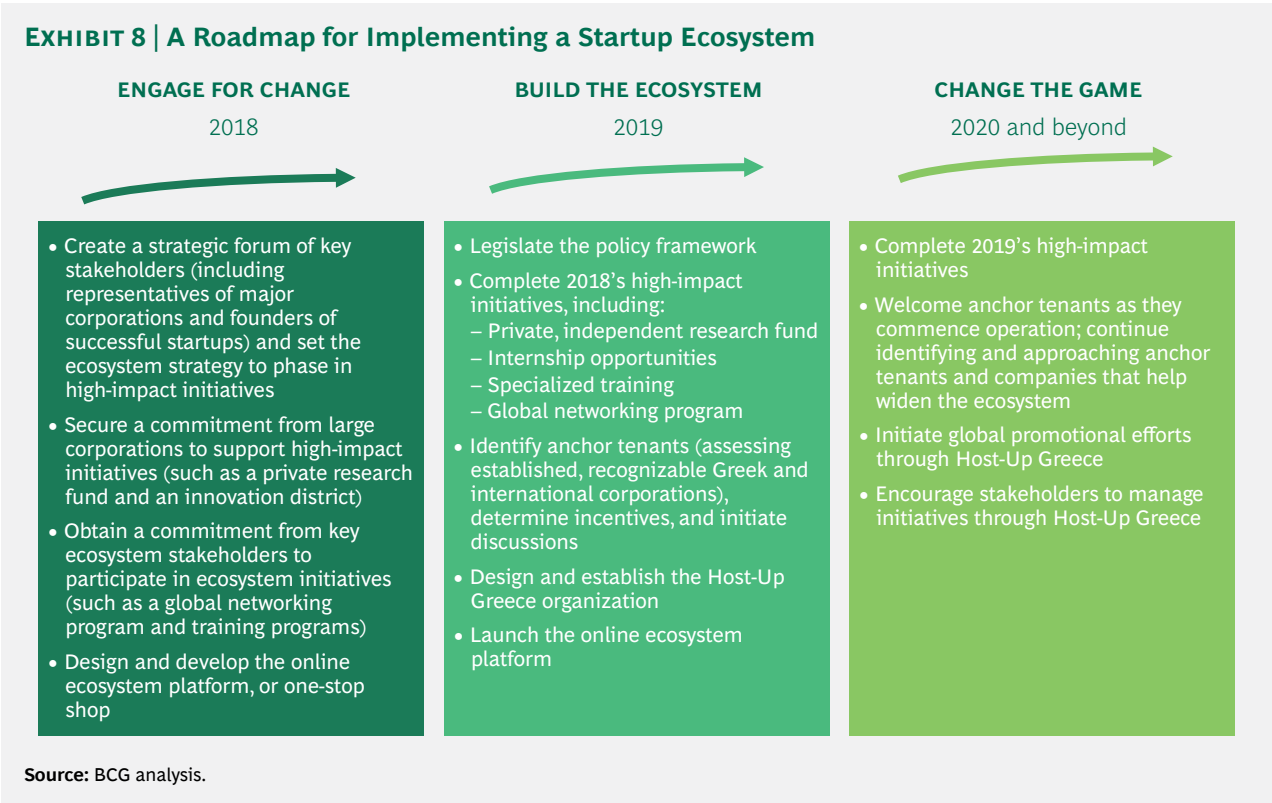 EXHIBIT 8 | A Roadmap for Implementing a Startup Ecosystem
ENGAGE FOR CHANGE
2018
• Create a strategic forum of key
stakeholders (including
representatives of major
corporations and founders of
successful startups) and set the
ecosystem strategy to phase in
high-impact initiatives
• Secure a commitment from large
corporations to support high-impact
initiatives (such as a private research
fund and an innovation district)
• Obtain a commitment from key
ecosystem stakeholders to
participate in ecosystem initiatives
(such as a global networking
program and training programs)
• Design and develop the online
ecosystem platform, or one-stop
shop
BUILD THE ECOSYSTEM
2019
• Legislate the policy framework
• Complete 2018's high-impact
initiatives, including:
– Private, independent research fund
– Internship opportunities
– Specialized training
– Global networking program
• Identify anchor tenants (assessing
established, recognizable Greek and
international corporations),
determine incentives, and initiate
discussions
• Design and establish the Host-Up
Greece organization
• Launch the online ecosystem
platform
CHANGE THE GAME
2020 and beyond
• Complete 2019's high-impact
initiatives
• Welcome anchor tenants as they
commence operation; continue
identifying and approaching anchor
tenants and companies that help
widen the ecosystem
• Initiate global promotional efforts
through Host-Up Greece
• Encourage stakeholders to manage
initiatives through Host-Up Greece
Source: BCG analysis.